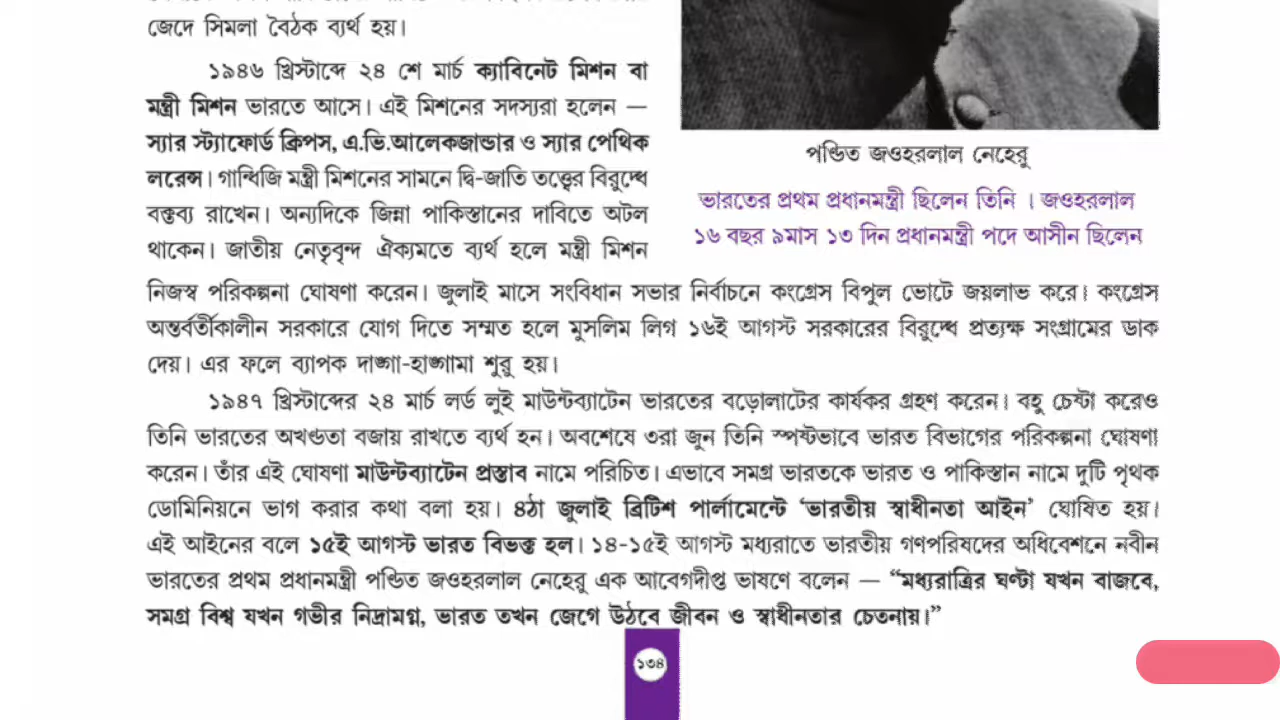 জেদে সিমলা বৈঠক ব্যর্থ হয়।
১৯৪৬ খ্রিস্টাব্দে ২৪ শে মার্চ ক্যাবিনেট মিশন বা
মন্ত্রী মিশন ভারতে আসে। এই মিশনের সদস্যরা হলেন —
স্যার স্ট্যাফোর্ড ক্রিপস, এ.ভি.আলেকজান্ডার ও স্যার পেথিক
লরেন্স। গান্ধিজি মন্ত্রী মিশনের সামনে দ্বি-জাতি তত্ত্বের বিরুদ্ধে
বক্তব্য রাখেন। অন্যদিকে জিন্না পাকিস্তানের দাবিতে অটল
থাকেন। জাতীয় নেতৃবৃন্দ ঐক্যমতে ব্যর্থ হলে মন্ত্রী মিশন
পণ্ডিত জওহরলাল নেহেরু
ভারতের প্রথম প্রধানমন্ত্রী ছিলেন তিনি । জওহরলাল
১৬ বছর ৯মাস ১৩ দিন প্রধানমন্ত্রী পদে আসীন ছিলেন
নিজস্ব পরিকল্পনা ঘোষণা করেন। জুলাই মাসে সংবিধান সভার নির্বাচনে কংগ্রেস বিপুল ভোটে জয়লাভ করে। কংগ্রেস
অন্তর্বর্তীকালীন সরকারে যোগ দিতে সম্মত হলে মুসলিম লিগ ১৬ই আগস্ট সরকারের বিরুদ্ধে প্রত্যক্ষ সংগ্রামের ডাক
দেয়। এর ফলে ব্যাপক দাঙ্গা-হাঙ্গামা শুরু হয়।
১৯৪৭ খ্রিস্টাব্দের ২৪ মার্চ লর্ড লুই মাউন্টব্যাটেন ভারতের বড়োলাটের কার্যকর গ্রহণ করেন। বহু চেষ্টা করেও
তিনি ভারতের অখণ্ডতা বজায় রাখতে ব্যর্থ হন। অবশেষে ৩রা জুন তিনি স্পষ্টভাবে ভারত বিভাগের পরিকল্পনা ঘোষণা
করেন। তাঁর এই ঘোষণা মাউন্টব্যাটেন প্রস্তাব নামে পরিচিত। এভাবে সমগ্র ভারতকে ভারত ও পাকিস্তান নামে দুটি পৃথক
ডোমিনিয়নে ভাগ করার কথা বলা হয়। ৪ঠা জুলাই ব্রিটিশ পার্লামেন্টে ‘ভারতীয় স্বাধীনতা আইন’ ঘোষিত হয়।
এই আইনের বলে ১৫ই আগস্ট ভারত বিভক্ত হল। ১৪-১৫ই আগস্ট মধ্যরাতে ভারতীয় গণপরিষদের অধিবেশনে নবীন
ভারতের প্রথম প্রধানমন্ত্রী পণ্ডিত জওহরলাল নেহেরু এক আবেগদীপ্ত ভাষণে বলেন — “মধ্যরাত্রির ঘণ্টা যখন বাজবে,
সমগ্র বিশ্ব যখন গভীর নিদ্রামগ্ন, ভারত তখন জেগে উঠবে জীবন ও স্বাধীনতার চেতনায়।”
১৩৪